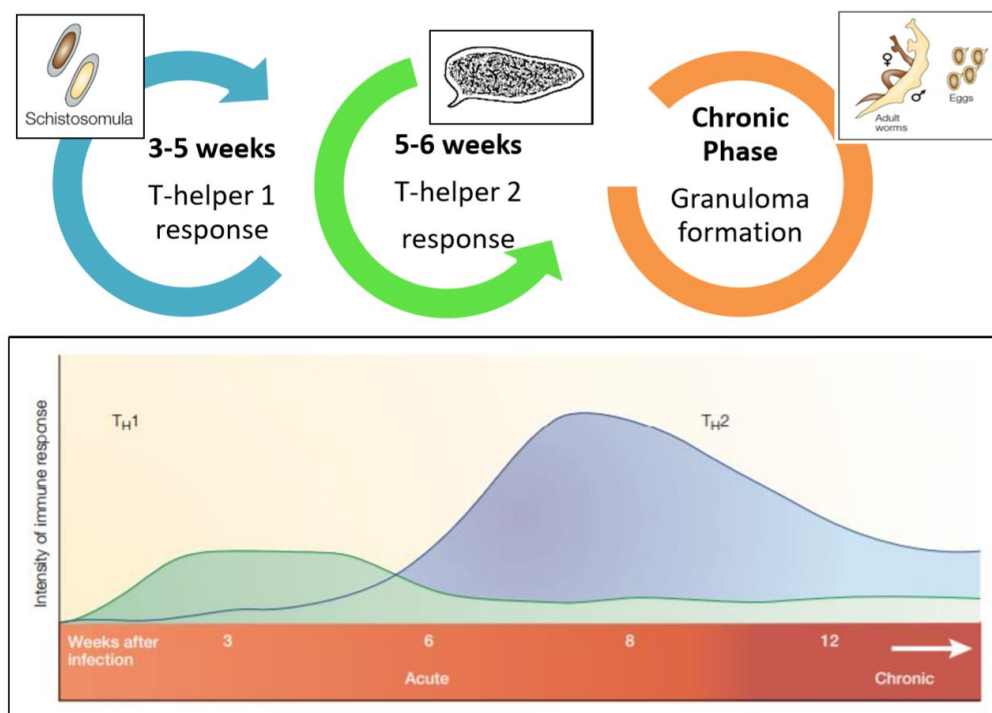 Schistosomula
3-5 weeks
T-helper 1
response
5-6 weeks
T-helper 2
response
Chronic
Phase
Granuloma
formation
♀
♂
Adult
worms
Eggs
Intensity of immune response
TH1
TH2
Weeks after
infection
3
6
8
12
Acute
Chronic